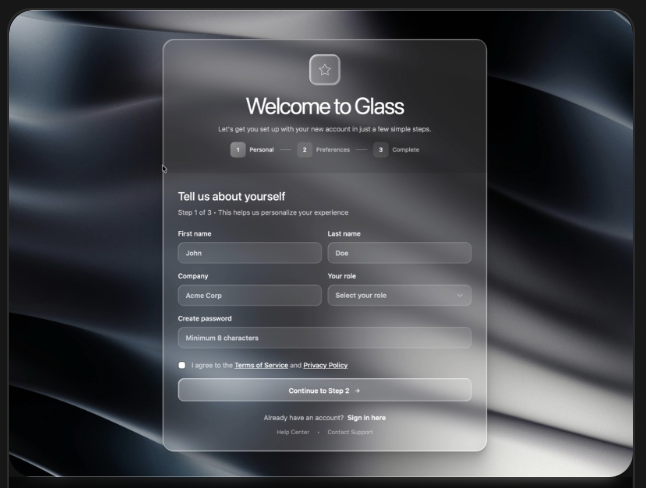 Welcome to Glass
Let's get you set up with your new account in just a few simple steps.
1 Personal 2 Preferences 3 Complete
Tell us about yourself
Step 1 of 3 • This helps us personalize your experience
First name Last name
John Doe
Company Your role
Acme Corp Select your role
Create password
Minimum 8 characters
I agree to the Terms of Service and Privacy Policy
Continue to Step 2 →
Already have an account? Sign in here
Help Center • Contact Support